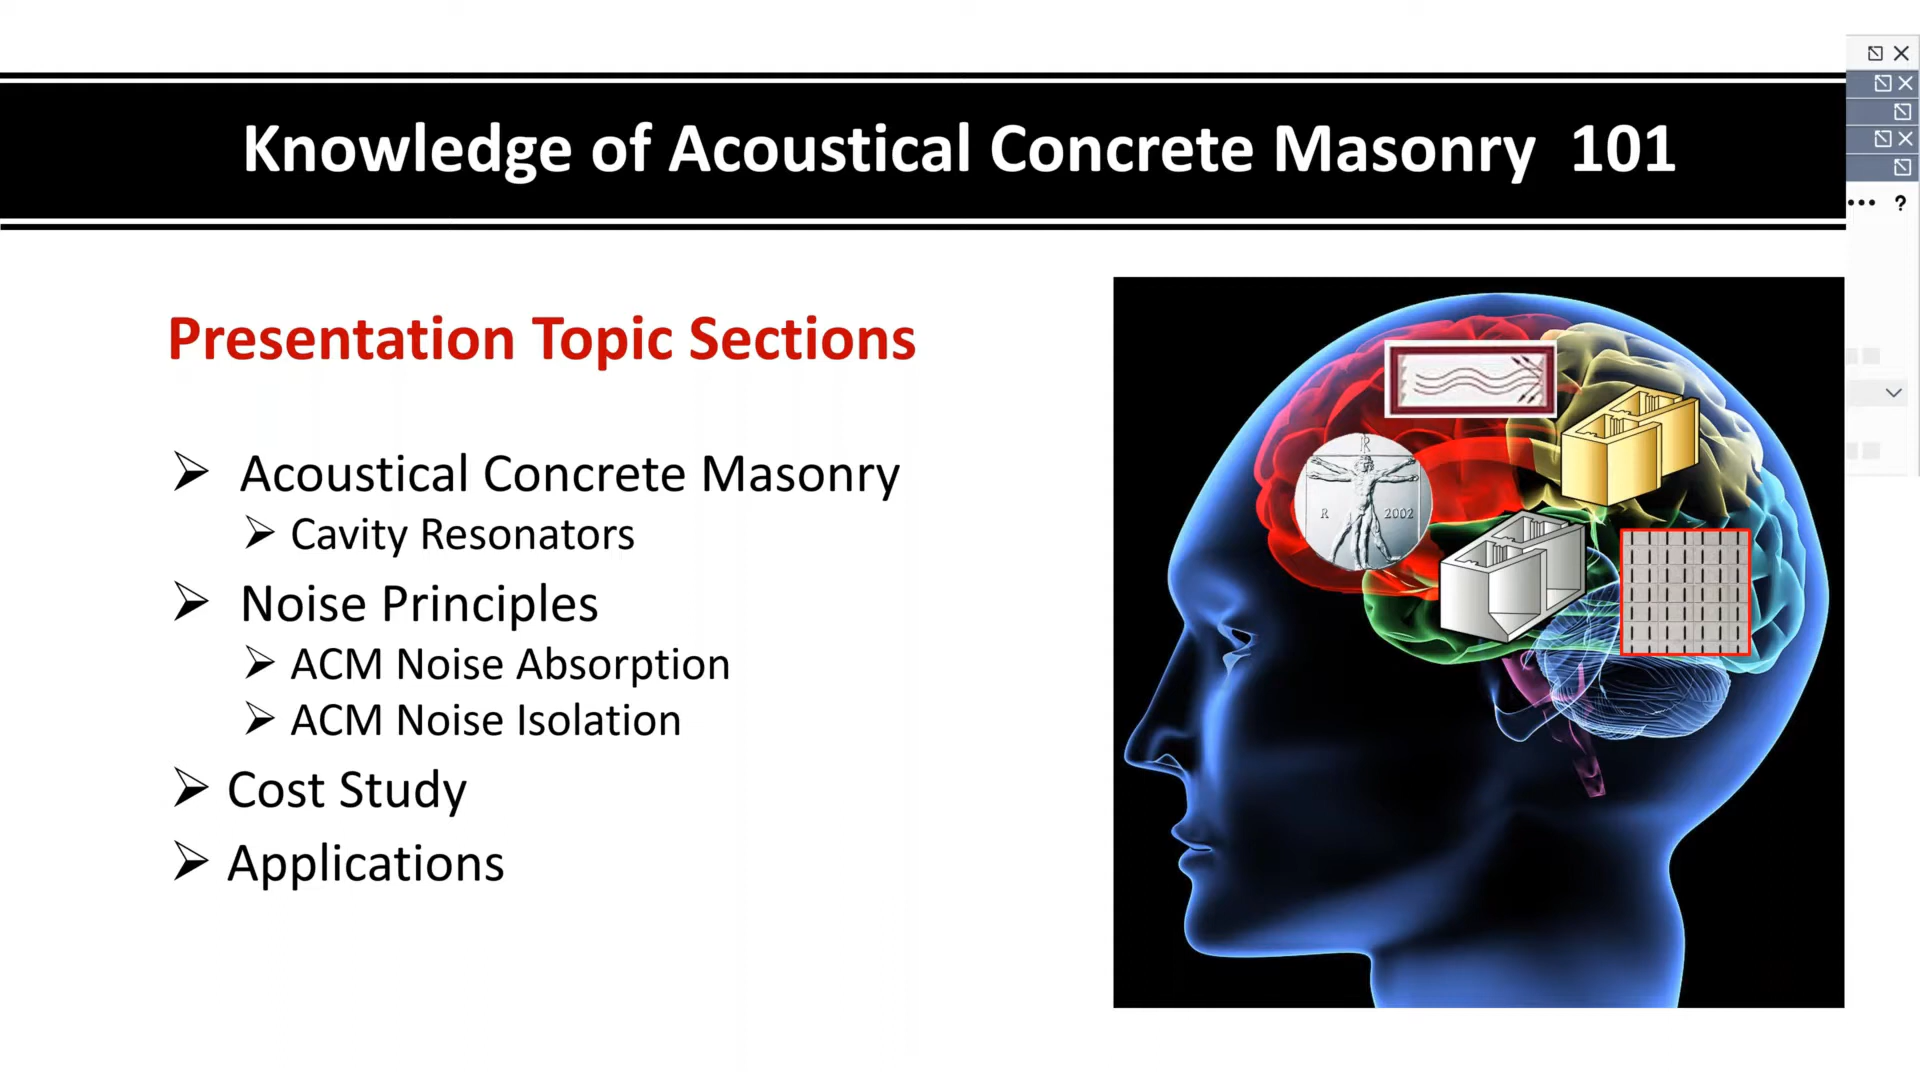 Knowledge of Acoustical Concrete Masonry 101
Presentation Topic Sections
Acoustical Concrete Masonry
Cavity Resonators
Noise Principles
ACM Noise Absorption
ACM Noise Isolation
Cost Study
Applications
R
R 2002
... ?